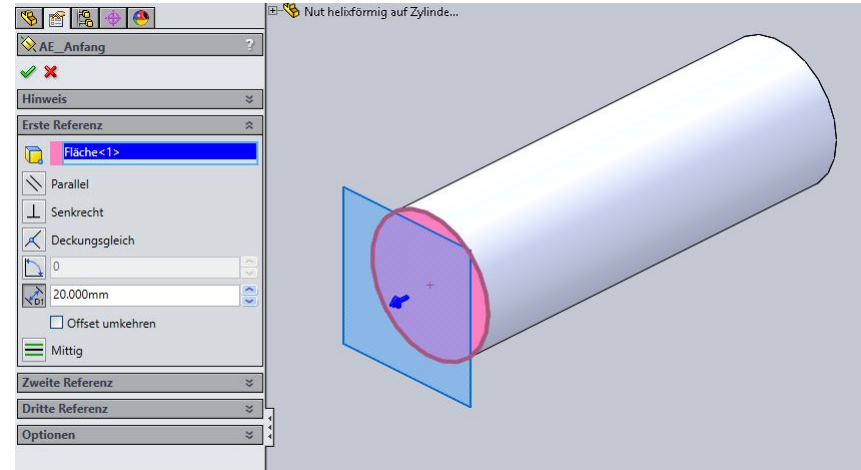 Nut helixförmig auf Zylinde...
AE_Anfang
?
Hinweis
Erste Referenz
Fläche<1>
Parallel
Senkrecht
Deckungsgleich
0
D1
20.000mm
Offset umkehren
Mittig
Zweite Referenz
Dritte Referenz
Optionen